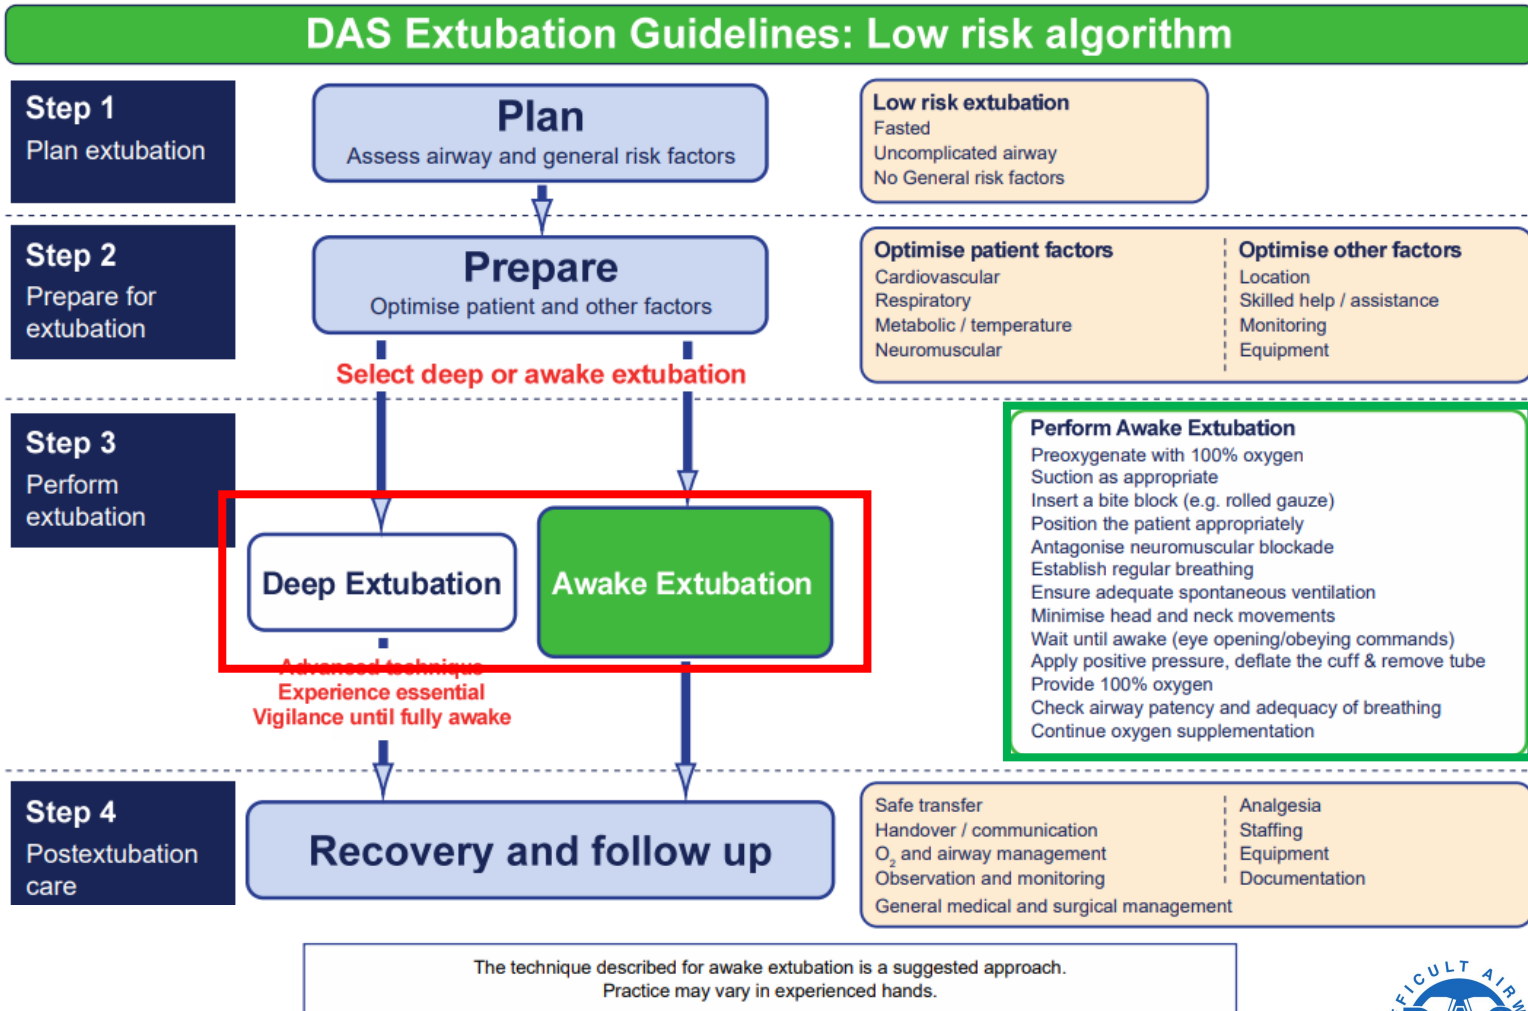 DAS Extubation Guidelines: Low risk algorithm
Step 1
Plan extubation
Plan
Assess airway and general risk factors
Low risk extubation
Fasted
Uncomplicated airway
No General risk factors
Step 2
Prepare for
extubation
Prepare
Optimise patient and other factors
Optimise patient factors
Cardiovascular
Respiratory
Metabolic / temperature
Neuromuscular
Optimise other factors
Location
Skilled help / assistance
Monitoring
Equipment
Select deep or awake extubation
Step 3
Perform
extubation
Deep Extubation
Awake Extubation
Advanced technique
Experience essential
Vigilance until fully awake
Perform Awake Extubation
Preoxygenate with 100% oxygen
Suction as appropriate
Insert a bite block (e.g. rolled gauze)
Position the patient appropriately
Antagonise neuromuscular blockade
Establish regular breathing
Ensure adequate spontaneous ventilation
Minimise head and neck movements
Wait until awake (eye opening/obeying commands)
Apply positive pressure, deflate the cuff & remove tube
Provide 100% oxygen
Check airway patency and adequacy of breathing
Continue oxygen supplementation
Step 4
Postextubation
care
Recovery and follow up
Safe transfer
Handover / communication
O2 and airway management
Observation and monitoring
General medical and surgical management
Analgesia
Staffing
Equipment
Documentation
The technique described for awake extubation is a suggested approach.
Practice may vary in experienced hands.